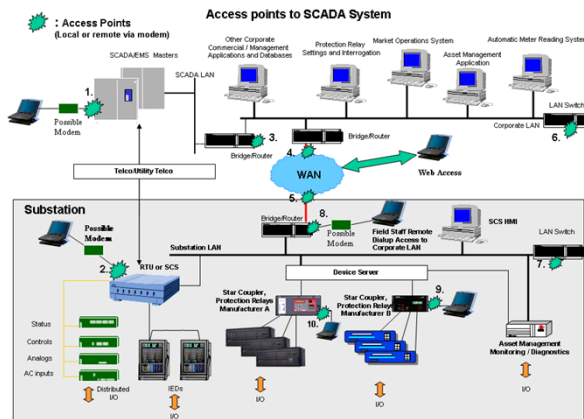 Access points to SCADA System
: Access Points
(Local or remote via modem)
SCADA/EMS Masters
SCADA LAN
Other Corporate
Commercial / Management
Applications and Databases
Protection Relay
Settings and Interrogation
Market Operations System
Asset Management
Application
Automatic Meter Reading System
1.
Possible
Modem
3.
Bridge/Router
Bridge/Router
4.
Corporate LAN
LAN Switch
6.
Telco/Utility Telco
WAN
Web Access
5.
Substation
Possible
Modem
2.
RTU or SCS
Substation LAN
Bridge/Router
8.
Possible
Modem
Field Staff Remote
Dialup Access to
Corporate LAN
SCS HMI
LAN Switch
7.
Device Server
Star Coupler,
Protection Relays
Manufacturer A
10.
Star Coupler,
Protection Relays
Manufacturer B
9.
Asset Management
Monitoring / Diagnostics
Status
Controls
Analogs
AC inputs
Distributed
I/O
IEDs
I/O
I/O
I/O
I/O